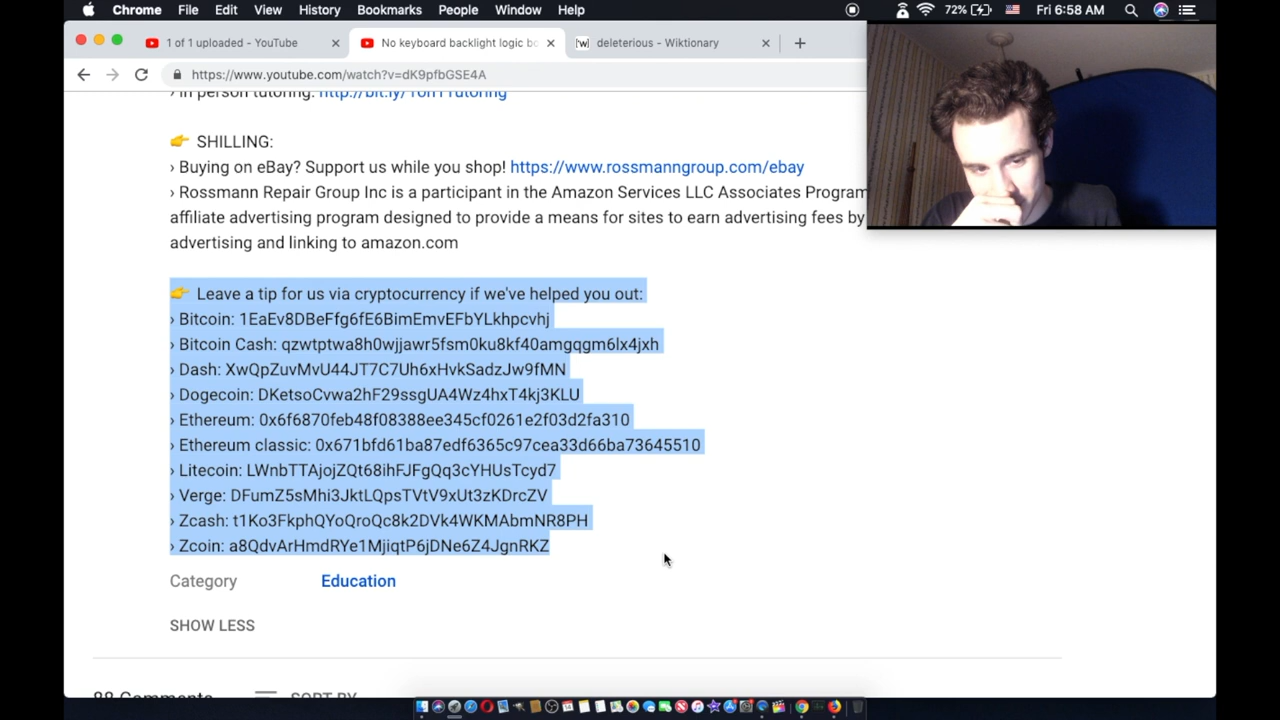 Chrome File Edit View History Bookmarks People Window Help 72% Fri 6:58 AM
1 of 1 uploaded - YouTube No keyboard backlight logic bo deleterious - Wiktionary
https://www.youtube.com/watch?v=dK9pfbGSE4A
› In person tutoring: http://bit.ly/1on1Tutoring
👉 SHILLING:
› Buying on eBay? Support us while you shop! https://www.rossmanngroup.com/ebay
› Rossmann Repair Group Inc is a participant in the Amazon Services LLC Associates Program
affiliate advertising program designed to provide a means for sites to earn advertising fees by
advertising and linking to amazon.com
👉 Leave a tip for us via cryptocurrency if we've helped you out:
› Bitcoin: 1EaEv8DBeFfg6fE6BimEmvEFbYLkhpcvhj
› Bitcoin Cash: qzwtptwa8h0wjjawr5fsm0ku8kf40amgqgm6lx4jxh
› Dash: XwQpZuvMvU44JT7C7Uh6xHvkSadzJw9fMN
› Dogecoin: DKetsoCvwa2hF29ssgUA4Wz4hxT4kj3KLU
› Ethereum: 0x6f6870feb48f08388ee345cf0261e2f03d2fa310
› Ethereum classic: 0x671bfd61ba87edf6365c97cea33d66ba73645510
› Litecoin: LWnbTTAjojZQt68ihFJFgQq3cYHUsTcyd7
› Verge: DFumZ5sMhi3JktLQpsTVtV9xUt3zKDrcZV
› Zcash: t1Ko3FkphQYoQroQc8k2DVk4WKMAbmNR8PH
› Zcoin: a8QdvArHmdRYe1MjiqtP6jDNe6Z4JgnRKZ
Category Education
SHOW LESS
88 Comments SORT BY